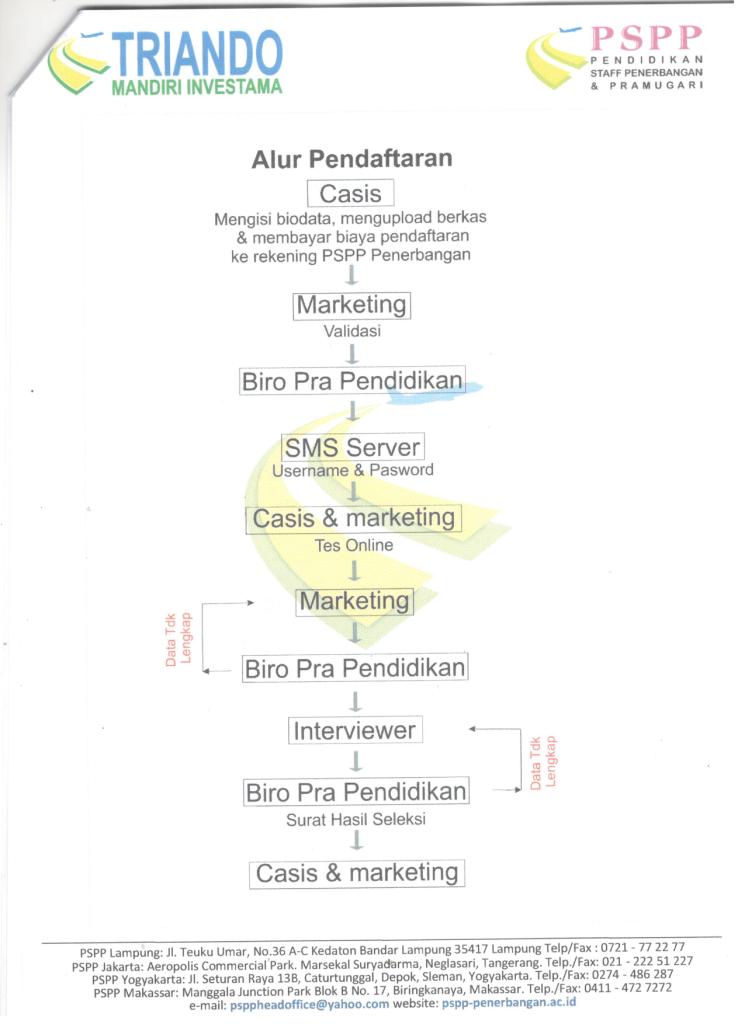 TRIANDO
MANDIRI INVESTAMA
PSPP
PENDIDIKAN
STAFF PENERBANGAN
& PRAMUGARI
Alur Pendaftaran
Casis
Mengisi biodata, mengupload berkas
& membayar biaya pendaftaran
ke rekening PSPP Penerbangan
Marketing
Validasi
Biro Pra Pendidikan
SMS Server
Username & Pasword
Casis & marketing
Tes Online
Marketing
Data Tdk
Lengkap
Biro Pra Pendidikan
Interviewer
Data Tdk
Lengkap
Biro Pra Pendidikan
Surat Hasil Seleksi
Casis & marketing
PSPP Lampung: Jl. Teuku Umar, No.36 A-C Kedaton Bandar Lampung 35417 Lampung Telp/Fax : 0721 - 77 22 77
PSPP Jakarta: Aeropolis Commercial Park. Marsekal Suryadarma, Neglasari, Tangerang. Telp./Fax: 021 - 222 51 227
PSPP Yogyakarta: Jl. Seturan Raya 13B, Caturtunggal, Depok, Sleman, Yogyakarta. Telp./Fax: 0274 - 486 287
PSPP Makassar: Manggala Junction Park Blok B No. 17, Biringkanaya, Makassar. Telp./Fax: 0411 - 472 7272
e-mail: psppheadoffice@yahoo.com website: pspp-penerbangan.ac.id